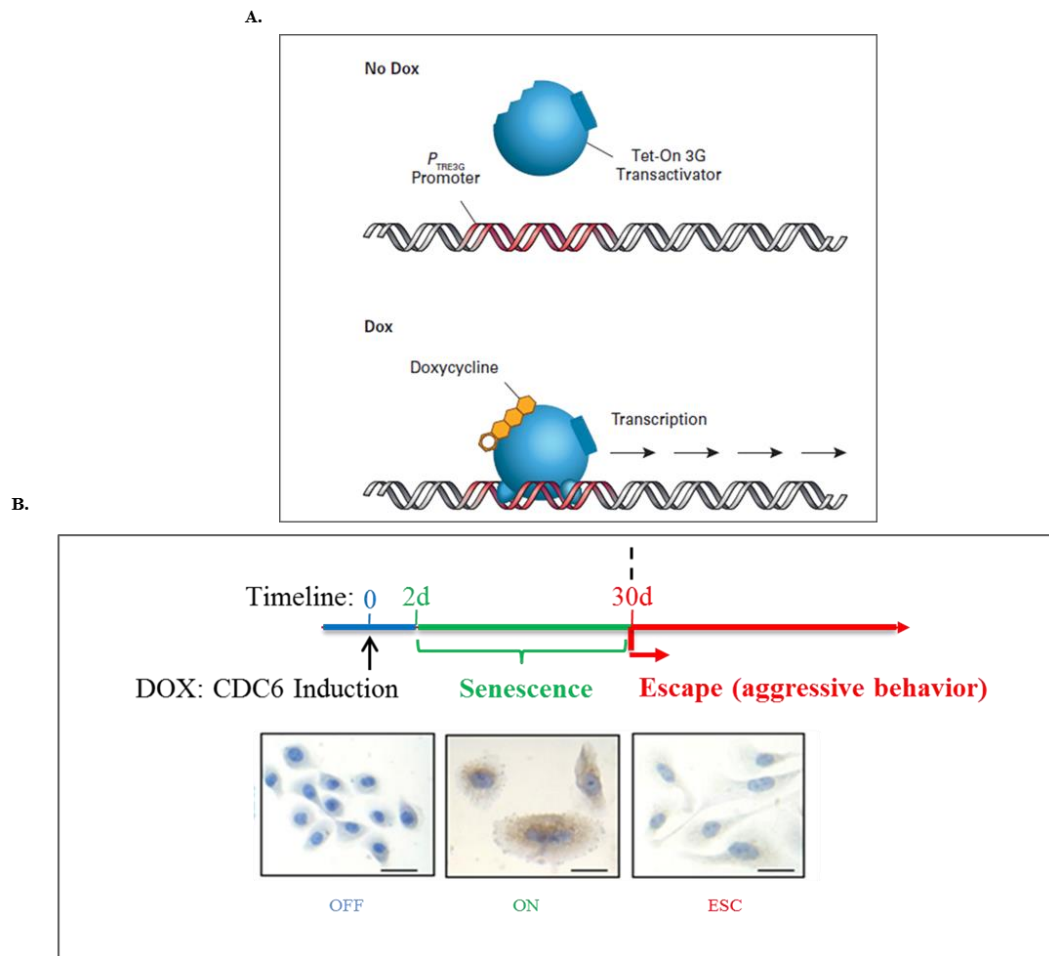 A.
No Dox
P TRE3G
Promoter
Tet-On 3G
Transactivator
Dox
Doxycycline
Transcription
B.
Timeline: 0 2d 30d
DOX: CDC6 Induction Senescence Escape (aggressive behavior)
OFF ON ESC